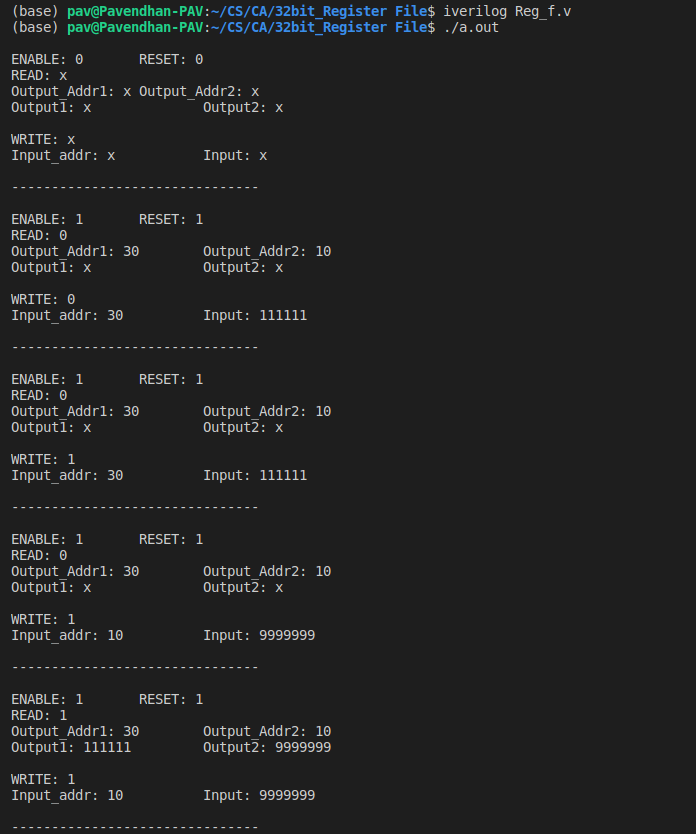 (base) pav@Pavendhan-PAV:~/CS/CA/32bit_Register File$ iverilog Reg_f.v
(base) pav@Pavendhan-PAV:~/CS/CA/32bit_Register File$ ./a.out
ENABLE: 0 RESET: 0
READ: x
Output_Addr1: x Output_Addr2: x
Output1: x Output2: x
WRITE: x
Input_addr: x Input: x
-------------------------------
ENABLE: 1 RESET: 1
READ: 0
Output_Addr1: 30 Output_Addr2: 10
Output1: x Output2: x
WRITE: 0
Input_addr: 30 Input: 111111
-------------------------------
ENABLE: 1 RESET: 1
READ: 0
Output_Addr1: 30 Output_Addr2: 10
Output1: x Output2: x
WRITE: 1
Input_addr: 30 Input: 111111
-------------------------------
ENABLE: 1 RESET: 1
READ: 0
Output_Addr1: 30 Output_Addr2: 10
Output1: x Output2: x
WRITE: 1
Input_addr: 10 Input: 9999999
-------------------------------
ENABLE: 1 RESET: 1
READ: 1
Output_Addr1: 30 Output_Addr2: 10
Output1: 111111 Output2: 9999999
WRITE: 1
Input_addr: 10 Input: 9999999
-------------------------------